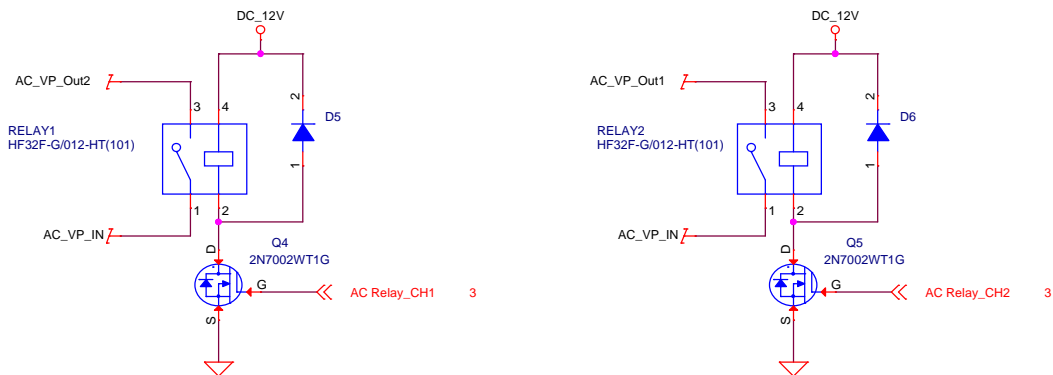 DC_12V
AC_VP_Out2
3
4
2
D5
RELAY1
HF32F-G/012-HT(101)
1
1
2
AC_VP_IN
D
Q4
2N7002WT1G
G
AC Relay_CH1
3
S
DC_12V
AC_VP_Out1
3
4
2
D6
RELAY2
HF32F-G/012-HT(101)
1
1
2
AC_VP_IN
D
Q5
2N7002WT1G
G
AC Relay_CH2
3
S